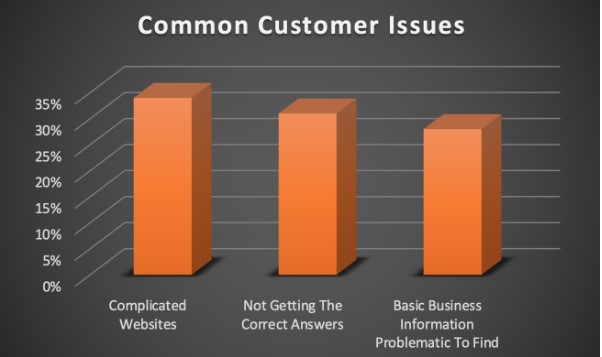 Common Customer Issues
35%
30%
25%
20%
15%
10%
5%
0%
Complicated
Websites
Not Getting The
Correct Answers
Basic Business
Information
Problematic To Find